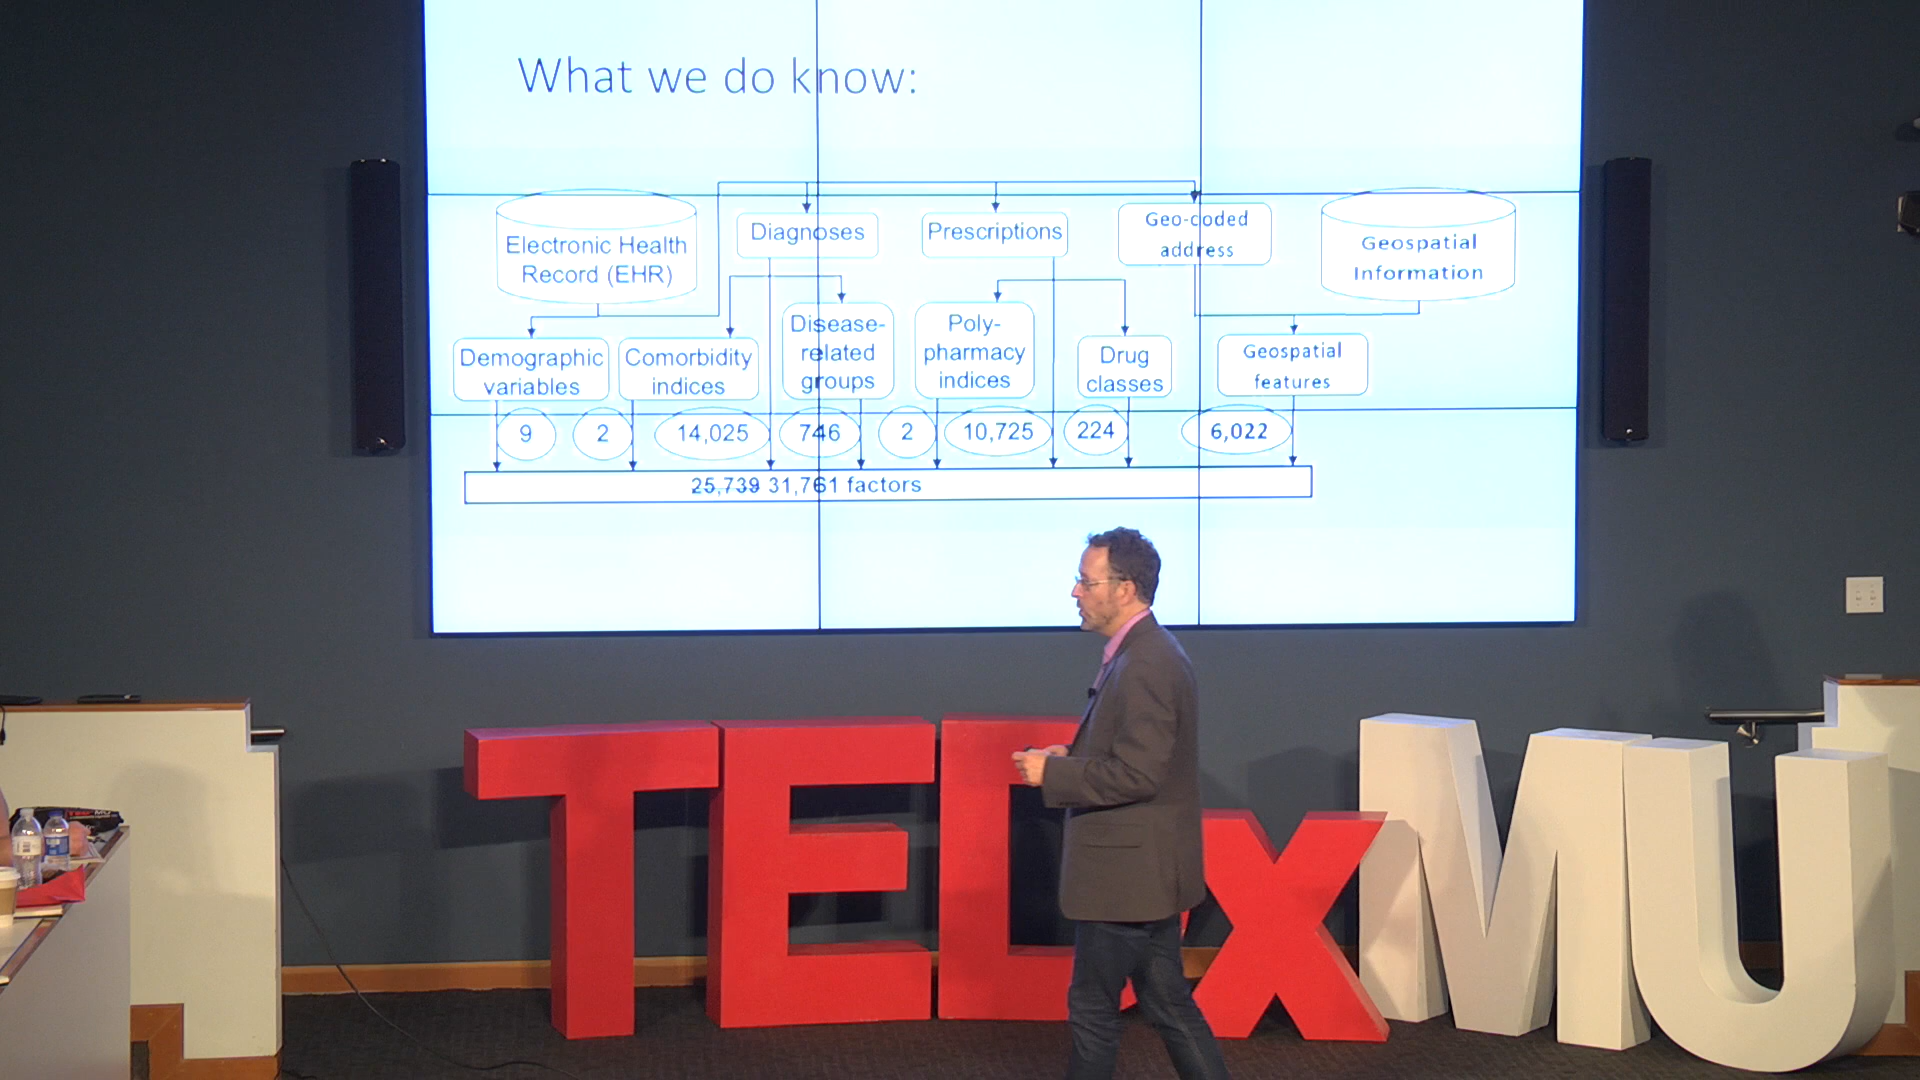 What we do know:
Electronic Health
Record (EHR)
Diagnoses
Prescriptions
Geo-coded
address
Geospatial
Information
Demographic
variables
Comorbidity
indices
Disease-
related
groups
Poly-
pharmacy
indices
Drug
classes
Geospatial
features
9
2
14,025
746
2
10,725
224
6,022
25,739 31,761 factors
TEDxMU